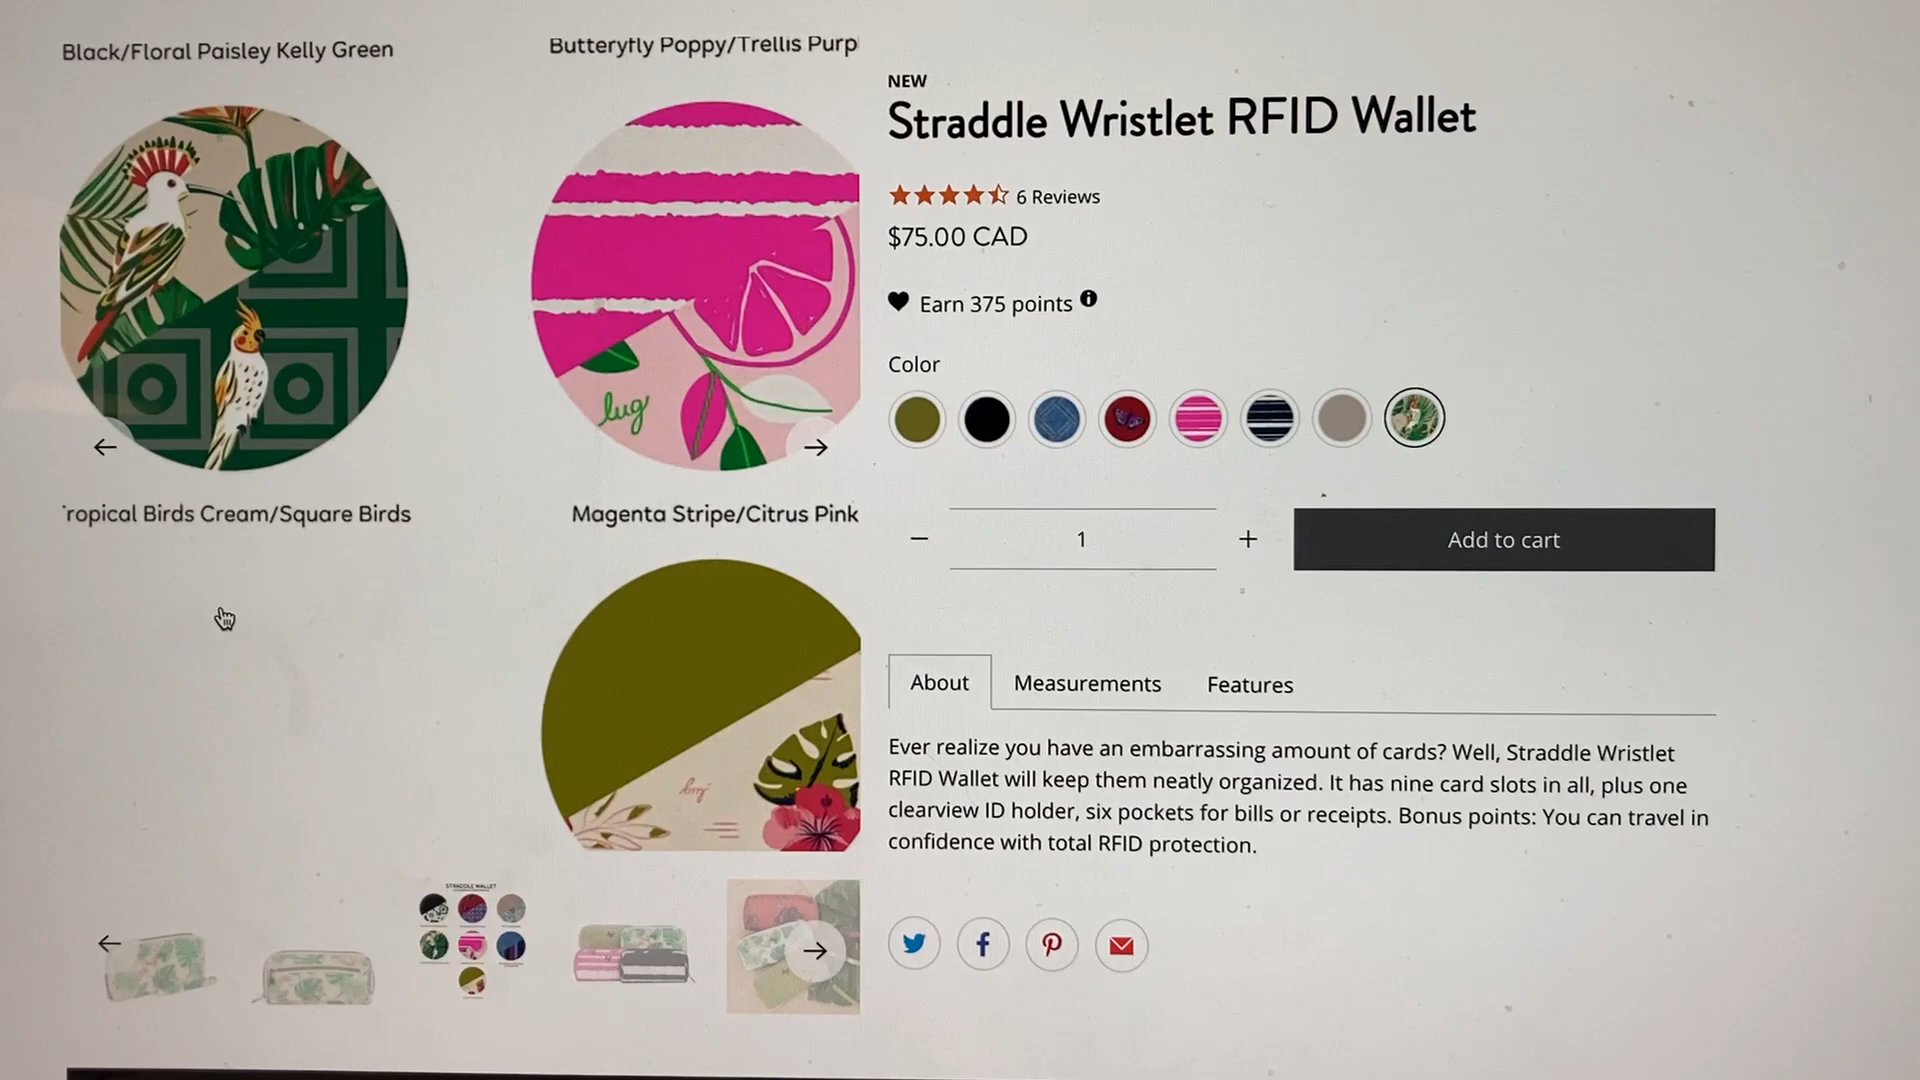 Black/Floral Paisley Kelly Green
Butteryfly Poppy/Trellis Purp
lug
ropical Birds Cream/Square Birds
Magenta Stripe/Citrus Pink
lug
STRADDLE WALLET
NEW
Straddle Wristlet RFID Wallet
6 Reviews
$75.00 CAD
Earn 375 points
Color
1
Add to cart
About
Measurements
Features
Ever realize you have an embarrassing amount of cards? Well, Straddle Wristlet
RFID Wallet will keep them neatly organized. It has nine card slots in all, plus one
clearview ID holder, six pockets for bills or receipts. Bonus points: You can travel in
confidence with total RFID protection.